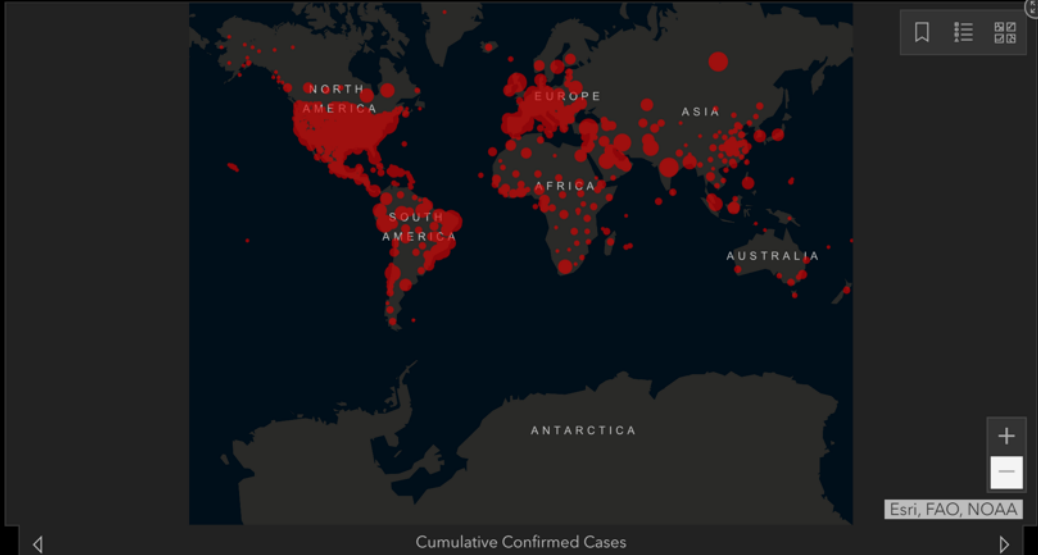 NORTH
AMERICA
EUROPE
ASIA
AFRICA
SOUTH
AMERICA
AUSTRALIA
ANTARCTICA
Esri, FAO, NOAA
Cumulative Confirmed Cases